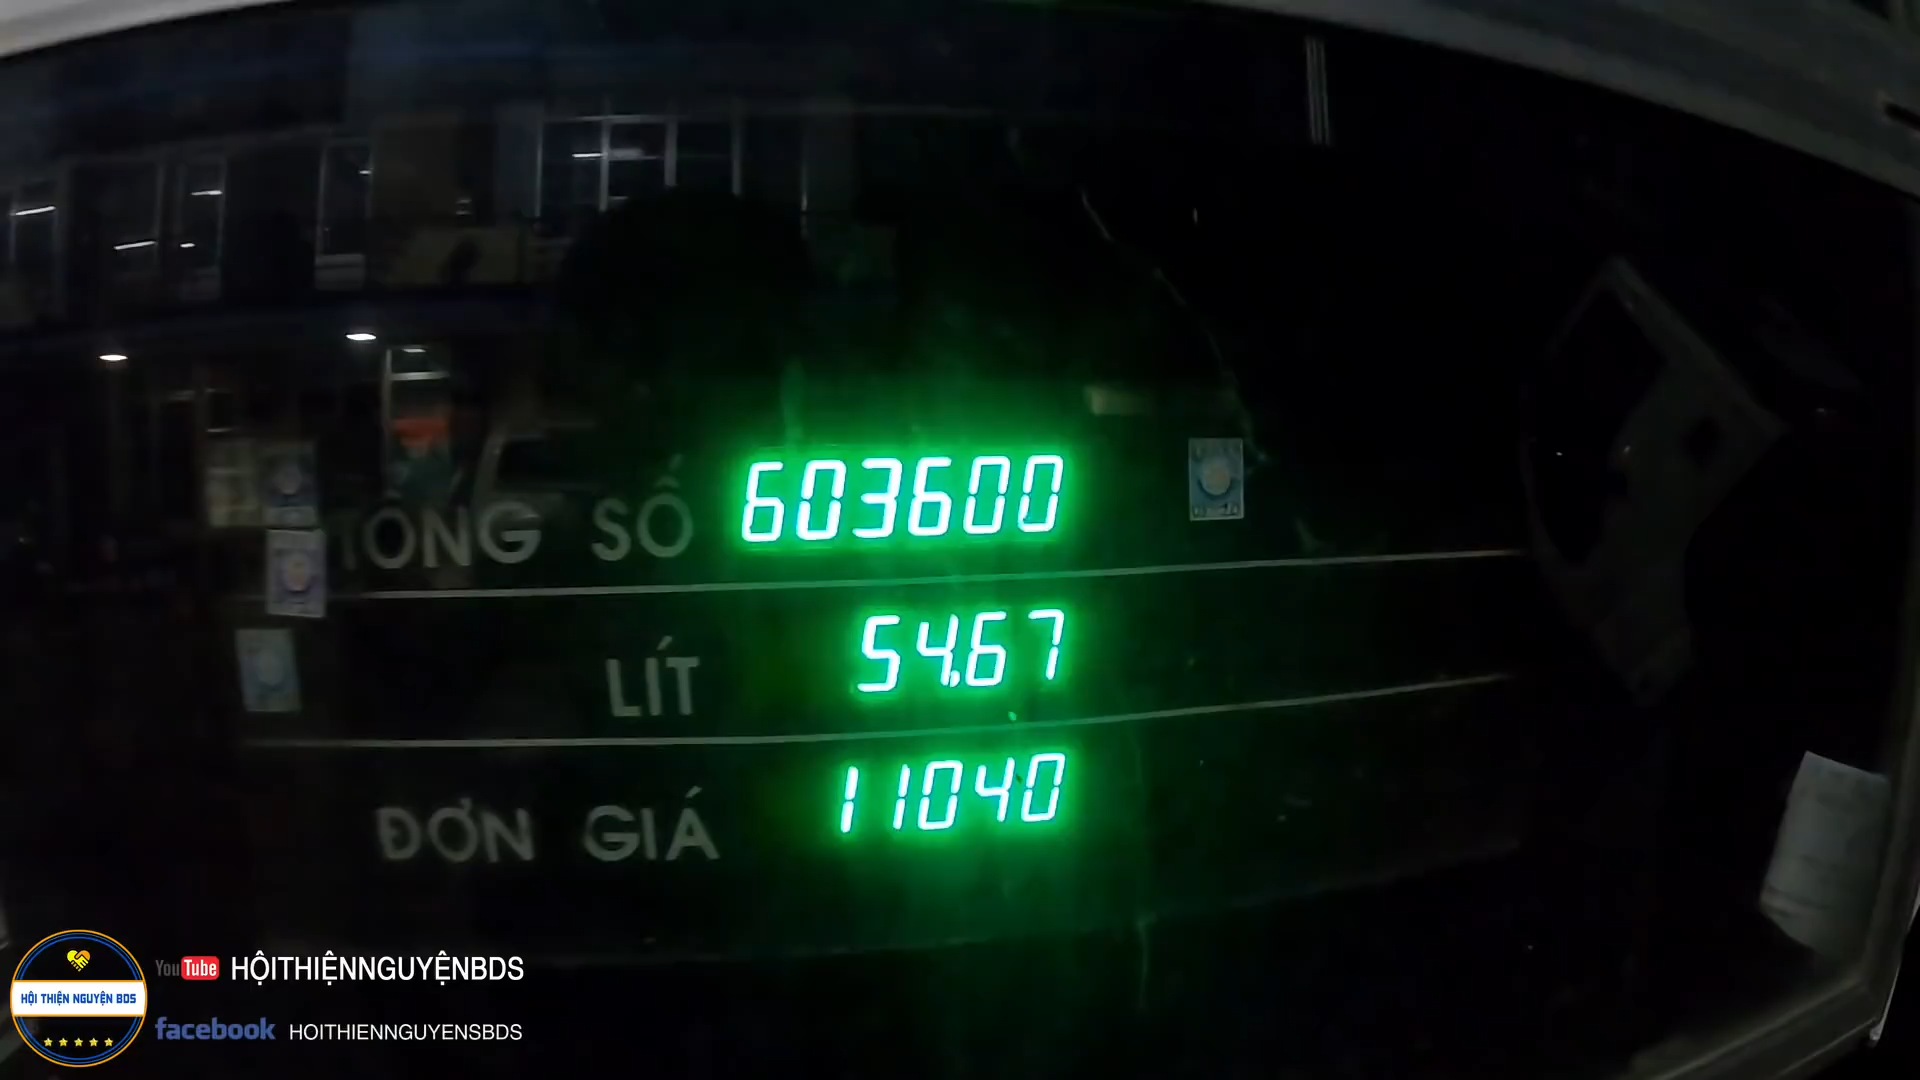 TỔNG SỐ 603600
LÍT 54.67
ĐƠN GIÁ 11040
HỘI THIỆN NGUYỆN BDS
YouTube HỘITHIỆNNGUYỆNBDS
facebook HOITHIENNGUYENSBDS